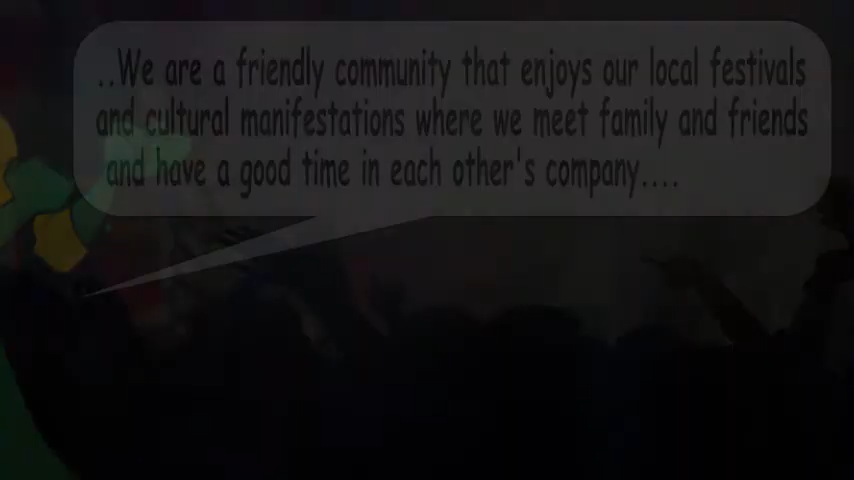 ..We are a friendly community that enjoys our local festivals
and cultural manifestations where we meet family and friends
and have a good time in each other's company....